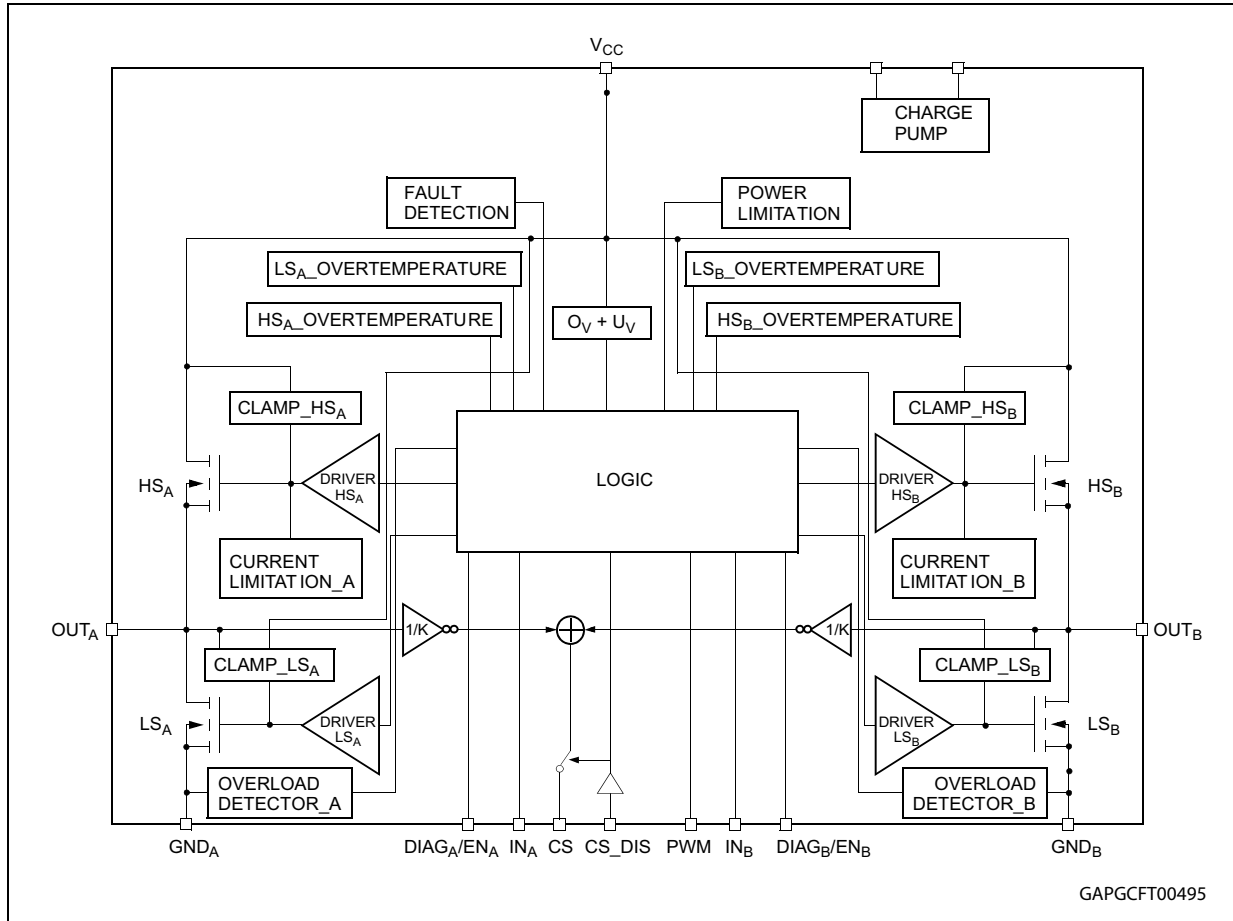 VCC
CHARGE
PUMP
FAULT
DETECTION
POWER
LIMITATION
LSA_OVERTEMPERATURE
LSB_OVERTEMPERATURE
HSA_OVERTEMPERATURE
OV + UV
HSB_OVERTEMPERATURE
CLAMP_HSA
CLAMP_HSB
HSA
DRIVER
HSA
LOGIC
DRIVER
HSB
HSB
CURRENT
LIMITATION_A
CURRENT
LIMITATION_B
OUTA
1/K
1/K
OUTB
CLAMP_LSA
CLAMP_LSB
LSA
DRIVER
LSA
DRIVER
LSB
LSB
OVERLOAD
DETECTOR_A
OVERLOAD
DETECTOR_B
GNDA
DIAGA/ENA
INA
CS
CS_DIS
PWM
INB
DIAGB/ENB
GNDB
GAPGCFT00495